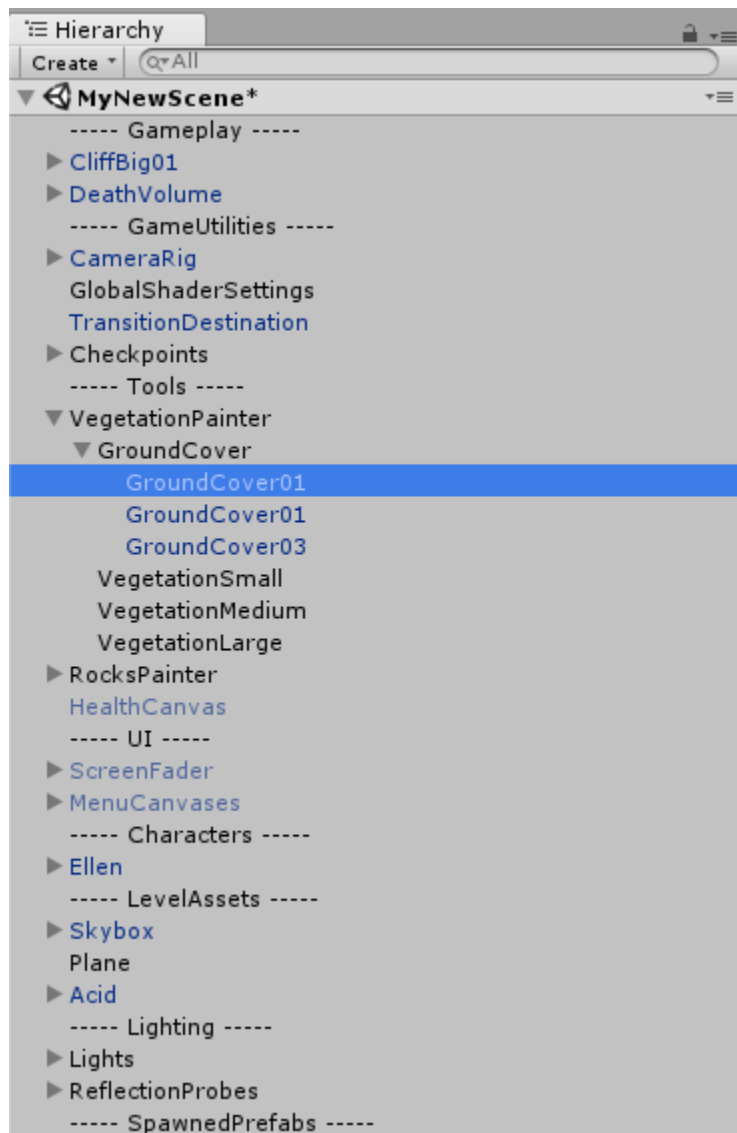 Hierarchy
Create All
MyNewScene*
----- Gameplay -----
CliffBig01
DeathVolume
----- GameUtilities -----
CameraRig
GlobalShaderSettings
TransitionDestination
Checkpoints
----- Tools -----
VegetationPainter
GroundCover
GroundCover01
GroundCover01
GroundCover03
VegetationSmall
VegetationMedium
VegetationLarge
RocksPainter
HealthCanvas
----- UI -----
ScreenFader
MenuCanvases
----- Characters -----
Ellen
----- LevelAssets -----
Skybox
Plane
Acid
----- Lighting -----
Lights
ReflectionProbes
----- SpawnedPrefabs -----